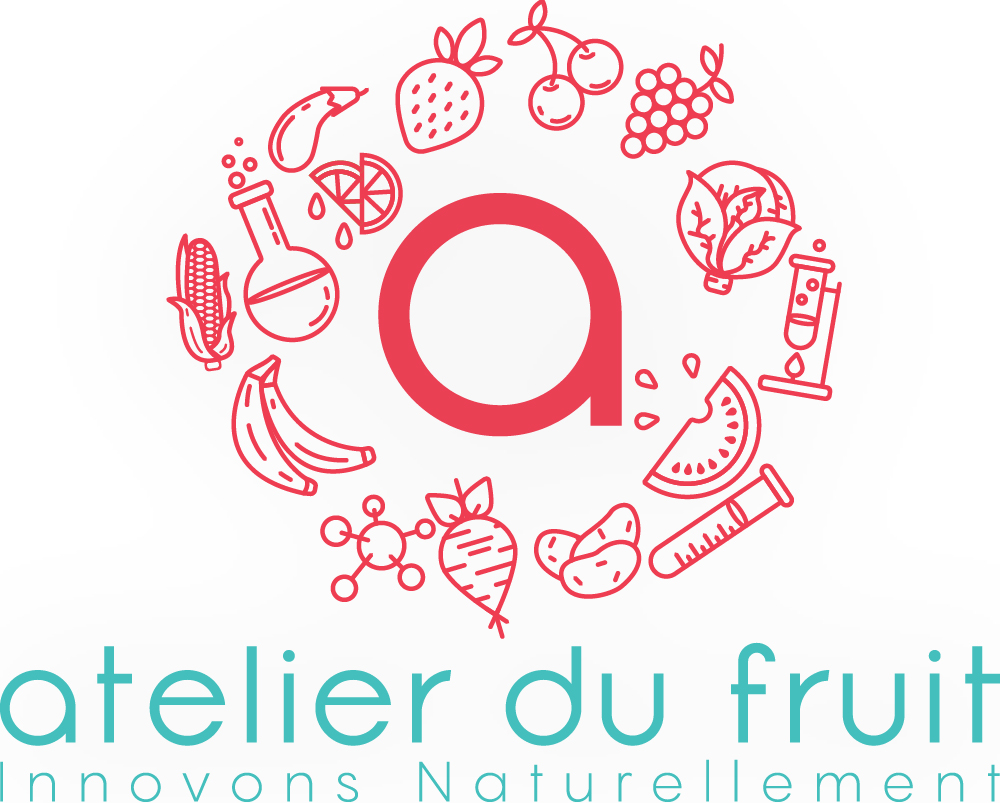 a
atelier du fruit
Innovons Naturellement